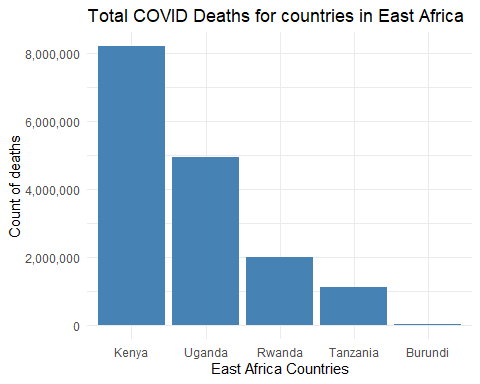 Total COVID Deaths for countries in East Africa
Count of deaths
8,000,000
6,000,000
4,000,000
2,000,000
0
Kenya Uganda Rwanda Tanzania Burundi
East Africa Countries